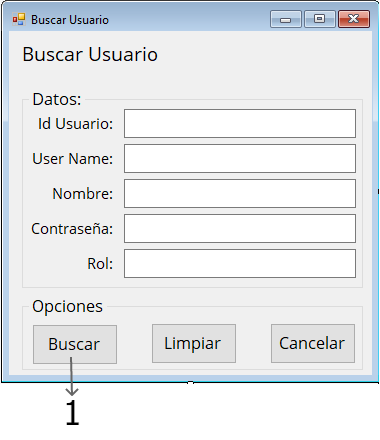 Buscar Usuario
Buscar Usuario
Datos:
Id Usuario:
User Name:
Nombre:
Contraseña:
Rol:
Opciones
Buscar Limpiar Cancelar
1